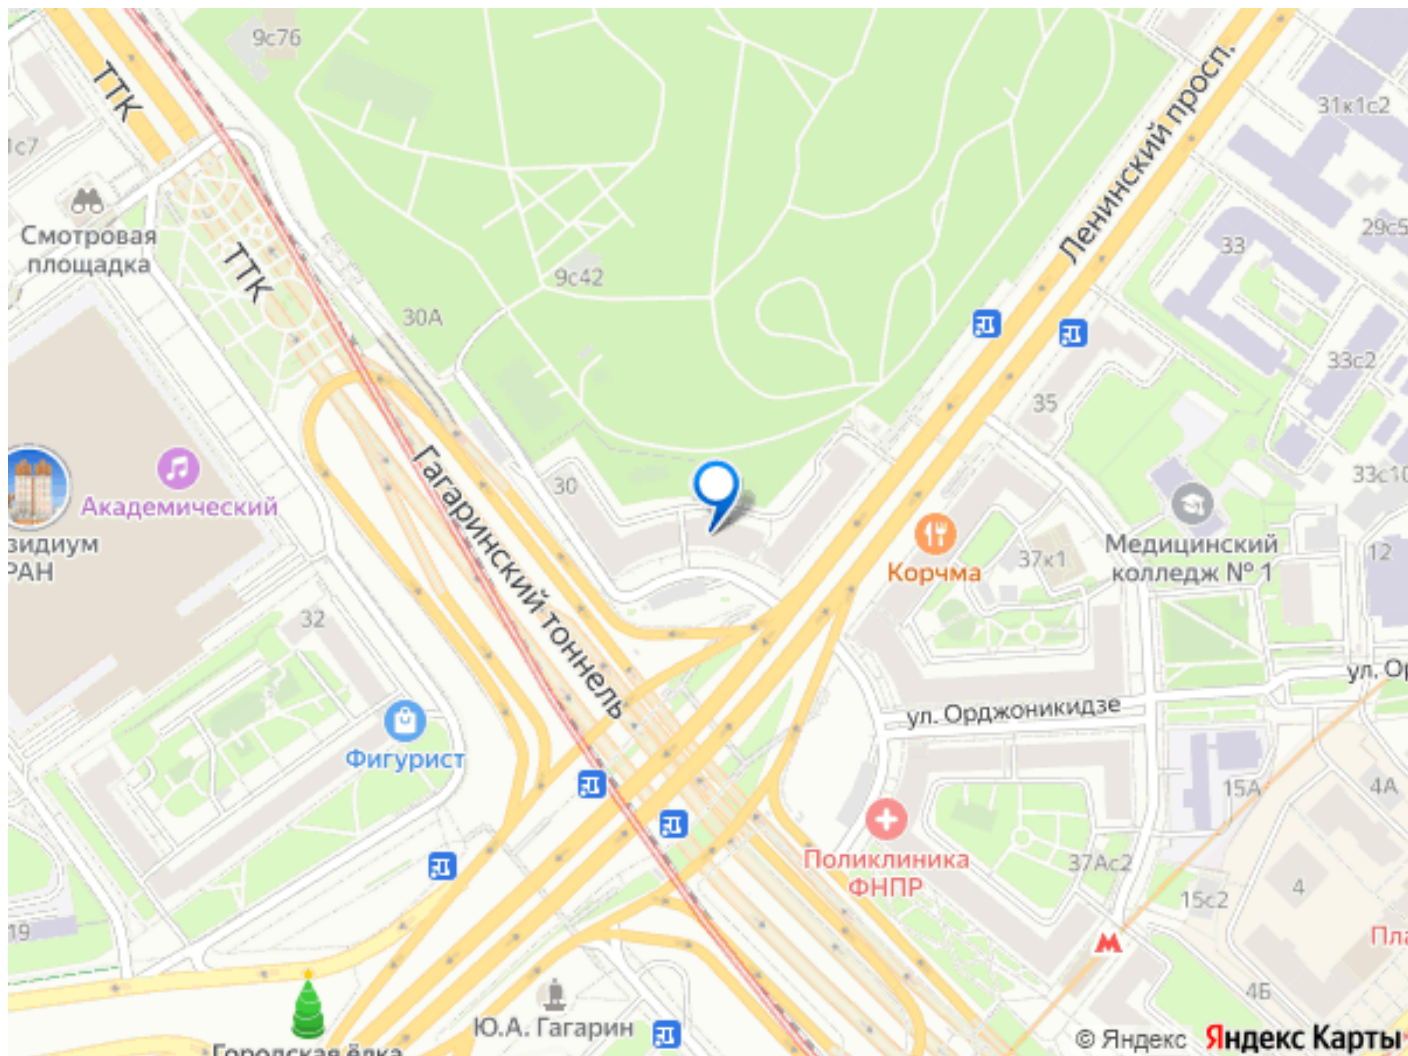 9с76
ТТК
1с7
Ленинский просп.
31к1с2
Смотровая
площадка
ТТК
9с42
33
29с5
30А
33с2
35
Гагаринский тоннель
30
Академический
33с10
зидиум
РАН
Корчма
37к1
Медицинский
колледж № 1
12
32
ул. Орджоникидзе
ул. Ор
Фигурист
15А
4А
Поликлиника
ФНПР
37Ас2
4
15с2
19
Пла
4Б
Ю.А. Гагарин
Городская ёлка
© Яндекс Яндекс Карты